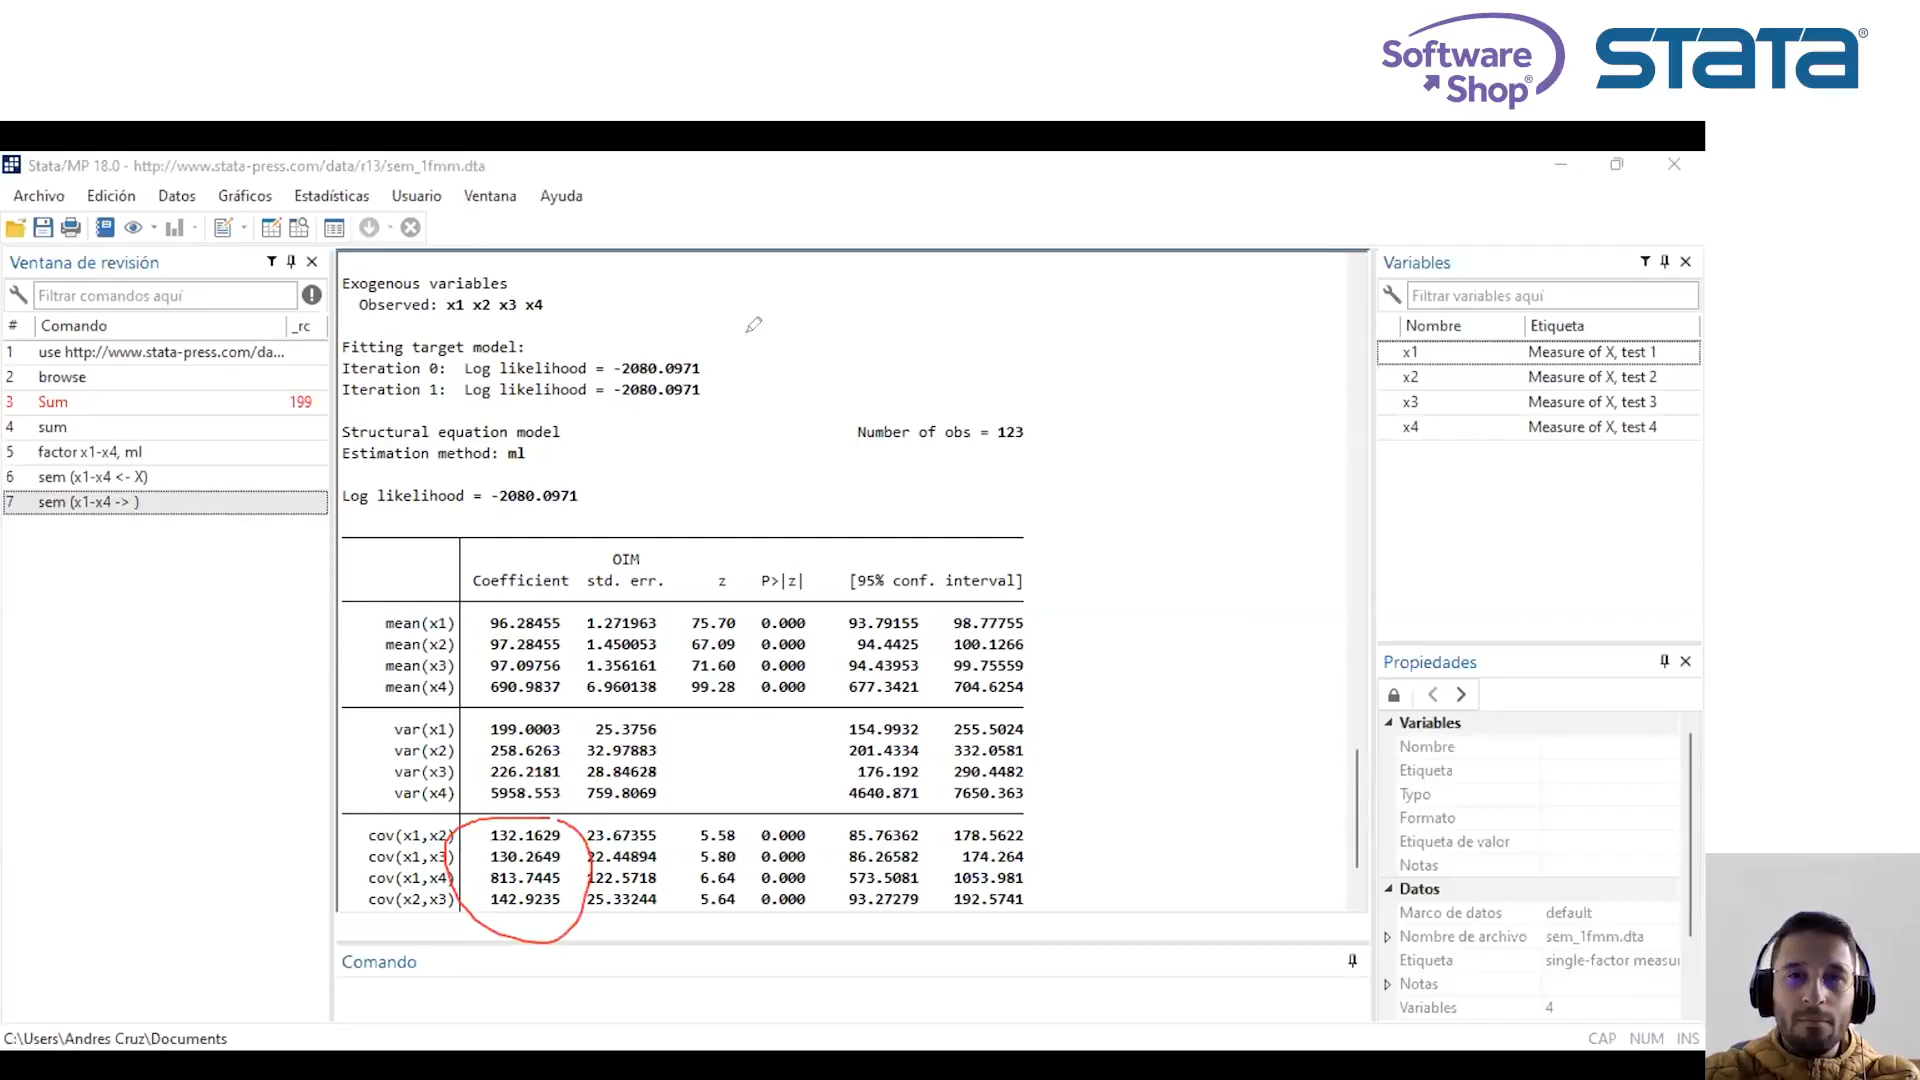 Software
Shop®
STATA®
Stata/MP 18.0 - http://www.stata-press.com/data/r13/sem_1fmm.dta
Archivo Edición Datos Gráficos Estadísticas Usuario Ventana Ayuda
Ventana de revisión
Filtrar comandos aquí
# Comando _rc
1 use http://www.stata-press.com/da...
2 browse
3 Sum 199
4 sum
5 factor x1-x4, ml
6 sem (x1-x4 <- X)
7 sem (x1-x4 -> )
Exogenous variables
Observed: x1 x2 x3 x4
Fitting target model:
Iteration 0: Log likelihood = -2080.0971
Iteration 1: Log likelihood = -2080.0971
Structural equation model Number of obs = 123
Estimation method: ml
Log likelihood = -2080.0971
OIM
Coefficient std. err. z P>|z| [95% conf. interval]
mean(x1) 96.28455 1.271963 75.70 0.000 93.79155 98.77755
mean(x2) 97.28455 1.450053 67.09 0.000 94.4425 100.1266
mean(x3) 97.09756 1.356161 71.60 0.000 94.43953 99.75559
mean(x4) 690.9837 6.960138 99.28 0.000 677.3421 704.6254
var(x1) 199.0003 25.3756 154.9932 255.5024
var(x2) 258.6263 32.97883 201.4334 332.0581
var(x3) 226.2181 28.84628 176.192 290.4482
var(x4) 5958.553 759.8069 4640.871 7650.363
cov(x1,x2) 132.1629 23.67355 5.58 0.000 85.76362 178.5622
cov(x1,x3) 130.2649 22.44894 5.80 0.000 86.26582 174.264
cov(x1,x4) 813.7445 122.5718 6.64 0.000 573.5081 1053.981
cov(x2,x3) 142.9235 25.33244 5.64 0.000 93.27279 192.5741
Comando
Variables
Filtrar variables aquí
Nombre Etiqueta
x1 Measure of X, test 1
x2 Measure of X, test 2
x3 Measure of X, test 3
x4 Measure of X, test 4
Propiedades
Variables
Nombre
Etiqueta
Typo
Formato
Etiqueta de valor
Notas
Datos
Marco de datos default
Nombre de archivo sem_1fmm.dta
Etiqueta single-factor measur
Notas
Variables 4
C:\Users\Andres Cruz\Documents
CAP NUM INS